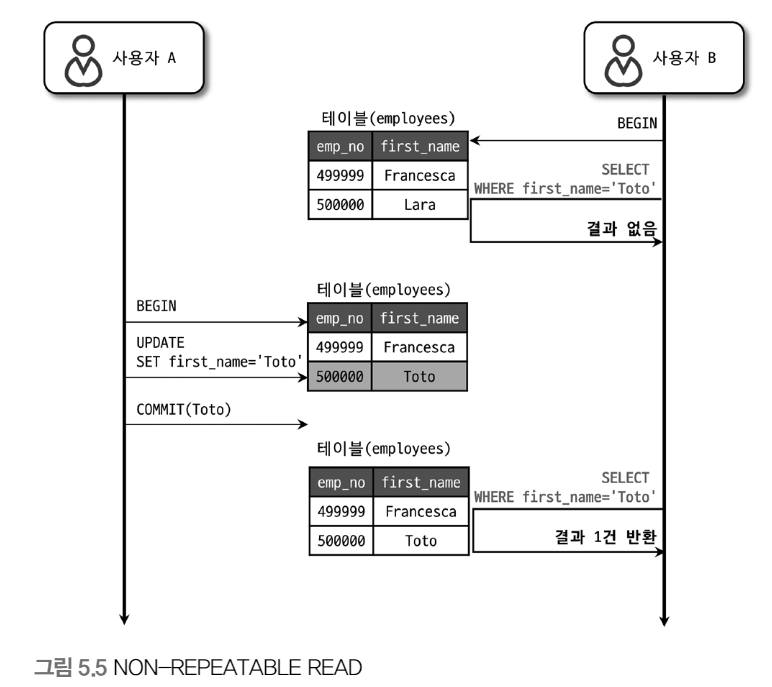 사용자 A
사용자 B
테이블(employees)
BEGIN
emp_no first_name
499999 Francesca
500000 Lara
SELECT
WHERE first_name='Toto'
결과 없음
테이블(employees)
BEGIN
emp_no first_name
UPDATE
SET first_name='Toto'
499999 Francesca
500000 Toto
COMMIT(Toto)
테이블(employees)
emp_no first_name
499999 Francesca
500000 Toto
SELECT
WHERE first_name='Toto'
결과 1건 반환
그림 5.5 NON-REPEATABLE READ